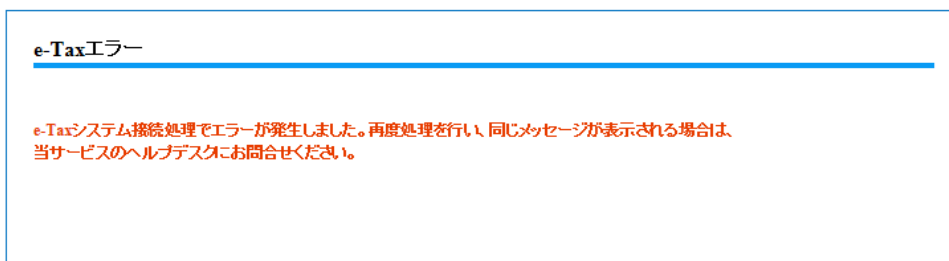 e-Taxエラー
e-Taxシステム接続処理でエラーが発生しました。再度処理を行い、同じメッセージが表示される場合は、
当サービスのヘルプデスクにお問合せください。